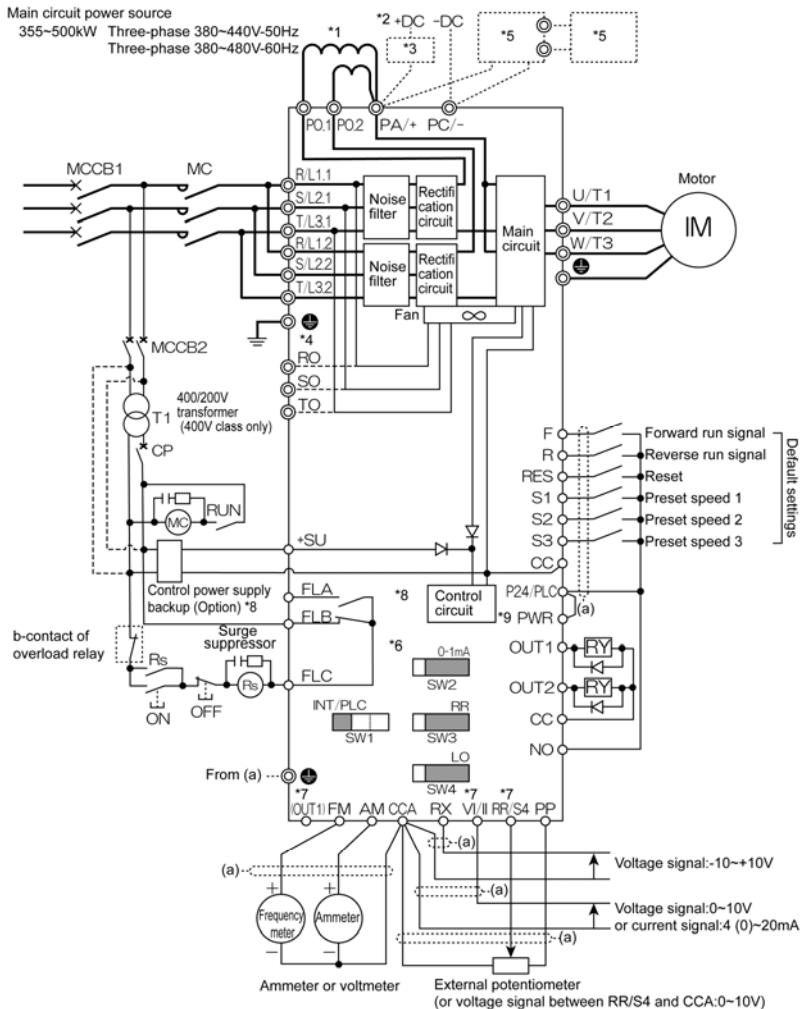 Main circuit power source
355~500kW Three-phase 380~440V-50Hz
Three-phase 380~480V-60Hz
*1
*2 +DC -DC
*3
*5
*5
PO.1 PO.2 PA/+ PC/-
MCCB1
MC
R/L1.1
S/L2.1
T/L3.1
R/L1.2
S/L2.2
T/L3.2
Noise
filter
Rectifi
cation
circuit
Noise
filter
Rectifi
cation
circuit
Main
circuit
Fan
U/T1
V/T2
W/T3
Motor
IM
*4
RO
SO
TO
MCCB2
400/200V
transformer
(400V class only)
T1
CP
RUN
MC
+SU
Control power supply
backup (Option) *8
FLA
FLB
FLC
b-contact of
overload relay
Rs
Surge
suppressor
Rs
ON
OFF
*8
Control
circuit
*9
*6
0-1mA
SW2
INT/PLC
SW1
RR
SW3
LO
SW4
F
Forward run signal
R
Reverse run signal
RES
Reset
S1
Preset speed 1
S2
Preset speed 2
S3
Preset speed 3
Default settings
CC
P24/PLC
(a)
PWR
OUT1
RY
OUT2
RY
CC
NO
From (a)
*7
*7
*7
(OUT1) FM AM CCA RX VI/II RR/S4 PP
(a)
(a)
(a)
(a)
+
+
Frequency
meter
Ammeter
−
−
Ammeter or voltmeter
Voltage signal:-10~+10V
Voltage signal:0~10V
or current signal:4 (0)~20mA
External potentiometer
(or voltage signal between RR/S4 and CCA:0~10V)